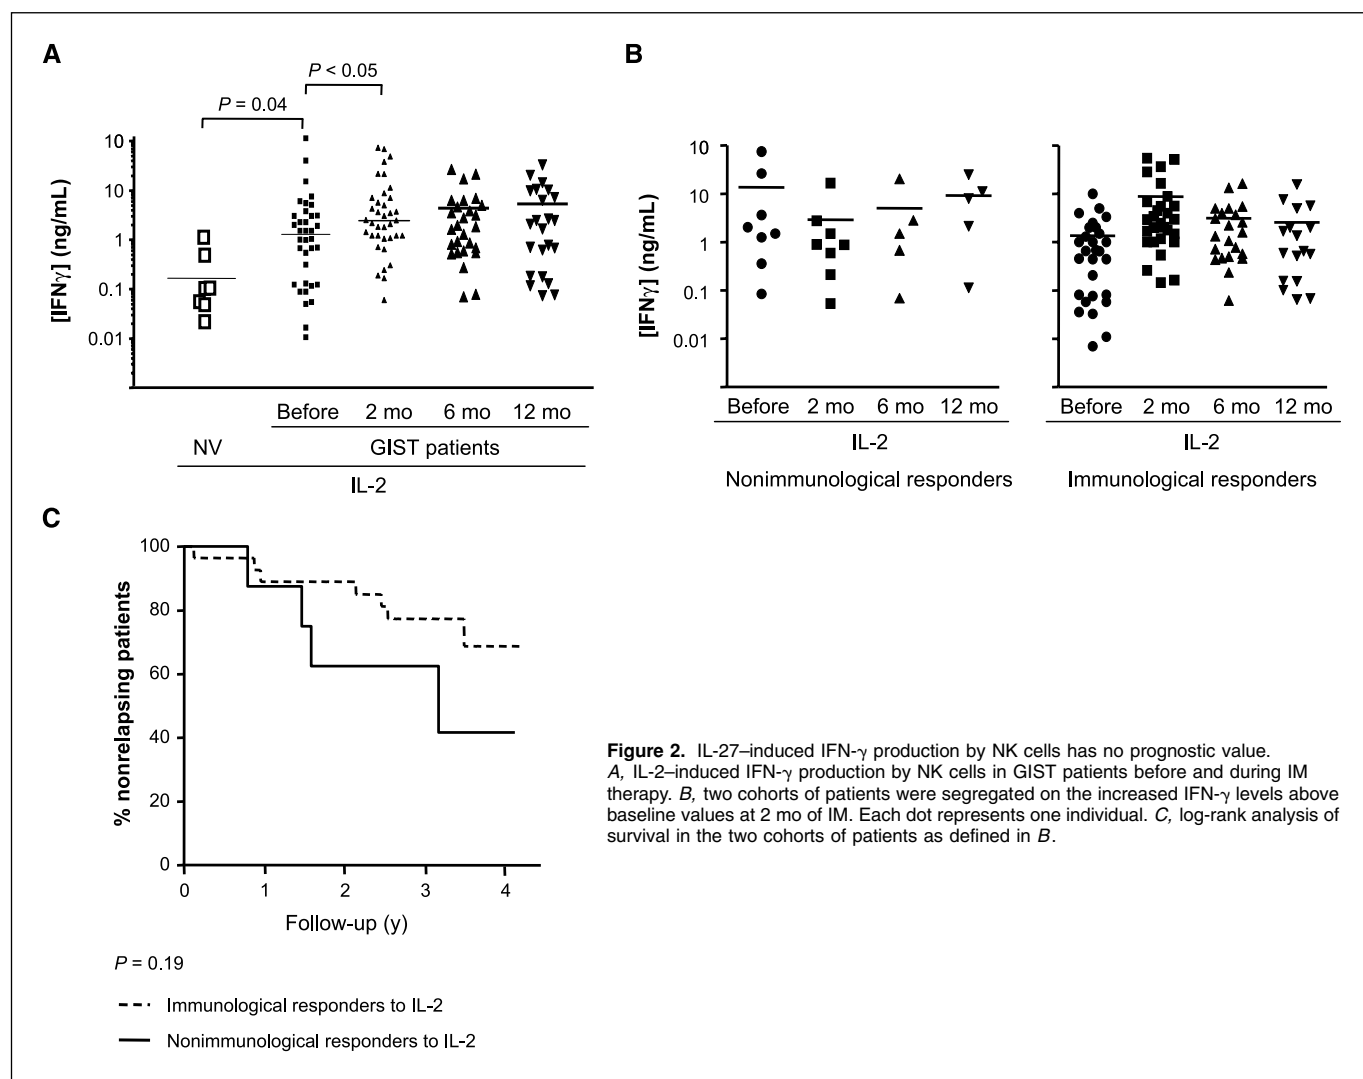 A
P < 0.05
P = 0.04
[IFNγ] (ng/mL)
10
10
1
0.1
0.01
Before 2 mo 6 mo 12 mo
NV GIST patients
IL-2
B
[IFNγ] (ng/mL)
10
10
1
0.1
0.01
Before 2 mo 6 mo 12 mo
IL-2
Nonimmunological responders
Before 2 mo 6 mo 12 mo
IL-2
Immunological responders
C
% nonrelapsing patients
100
80
60
40
20
0
0 1 2 3 4
Follow-up (y)
P = 0.19
Immunological responders to IL-2
Nonimmunological responders to IL-2
Figure 2. IL-27–induced IFN-γ production by NK cells has no prognostic value.
A, IL-2–induced IFN-γ production by NK cells in GIST patients before and during IM
therapy. B, two cohorts of patients were segregated on the increased IFN-γ levels above
baseline values at 2 mo of IM. Each dot represents one individual. C, log-rank analysis of
survival in the two cohorts of patients as defined in B.